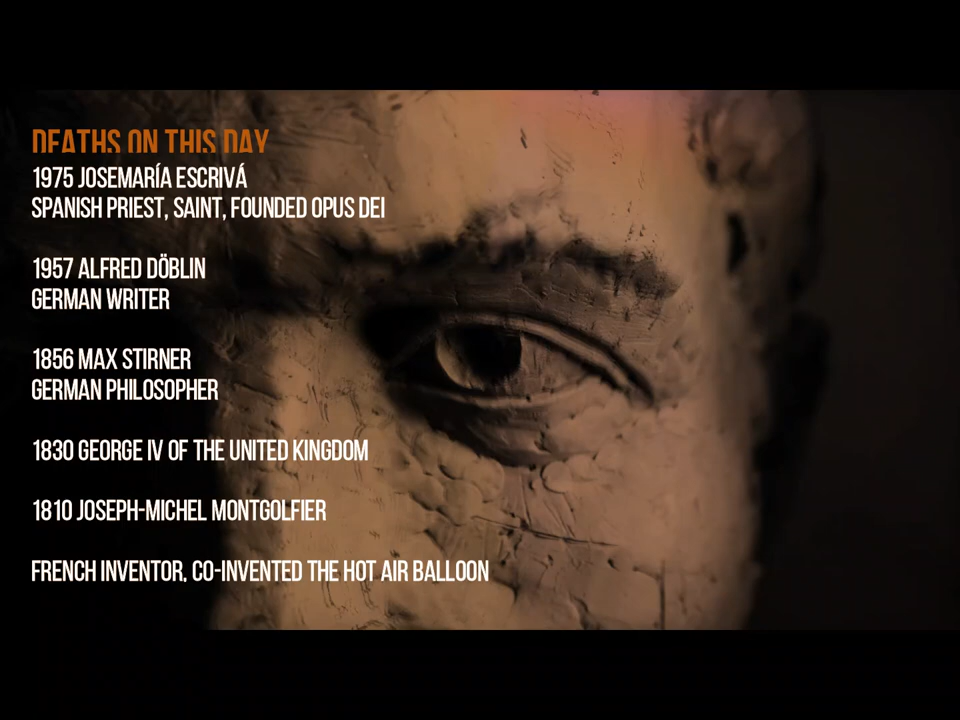 DEATHS ON THIS DAY
1975 JOSEMARÍA ESCRIVÁ
SPANISH PRIEST, SAINT, FOUNDED OPUS DEI
1957 ALFRED DÖBLIN
GERMAN WRITER
1856 MAX STIRNER
GERMAN PHILOSOPHER
1830 GEORGE IV OF THE UNITED KINGDOM
1810 JOSEPH-MICHEL MONTGOLFIER
FRENCH INVENTOR, CO-INVENTED THE HOT AIR BALLOON